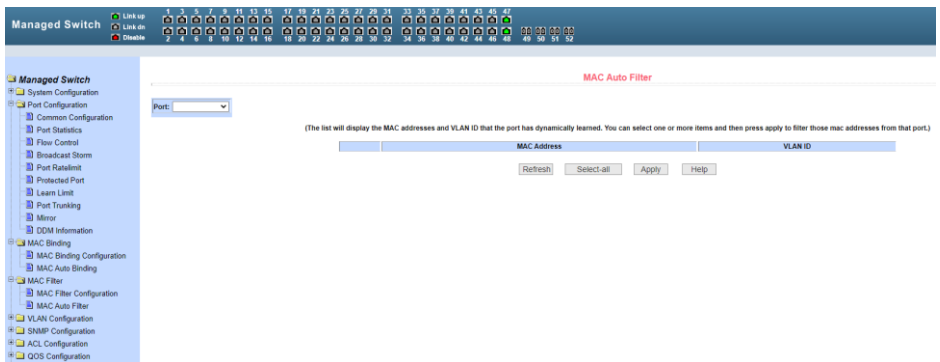 Managed Switch
Link up
Link dn
Disable
1 3 5 7 9 11 13 15 17 19 21 23 25 27 29 31 33 35 37 39 41 43 45 47
2 4 6 8 10 12 14 16 18 20 22 24 26 28 30 32 34 36 38 40 42 44 46 48 49 50 51 52
Managed Switch
System Configuration
Port Configuration
Common Configuration
Port Statistics
Flow Control
Broadcast Storm
Port Ratelimit
Protected Port
Learn Limit
Port Trunking
Mirror
DDM Information
MAC Binding
MAC Binding Configuration
MAC Auto Binding
MAC Filter
MAC Filter Configuration
MAC Auto Filter
VLAN Configuration
SNMP Configuration
ACL Configuration
QOS Configuration
MAC Auto Filter
Port:
(The list will display the MAC addresses and VLAN ID that the port has dynamically learned. You can select one or more items and then press apply to filter those mac addresses from that port.)
MAC Address VLAN ID
Refresh Select-all Apply Help